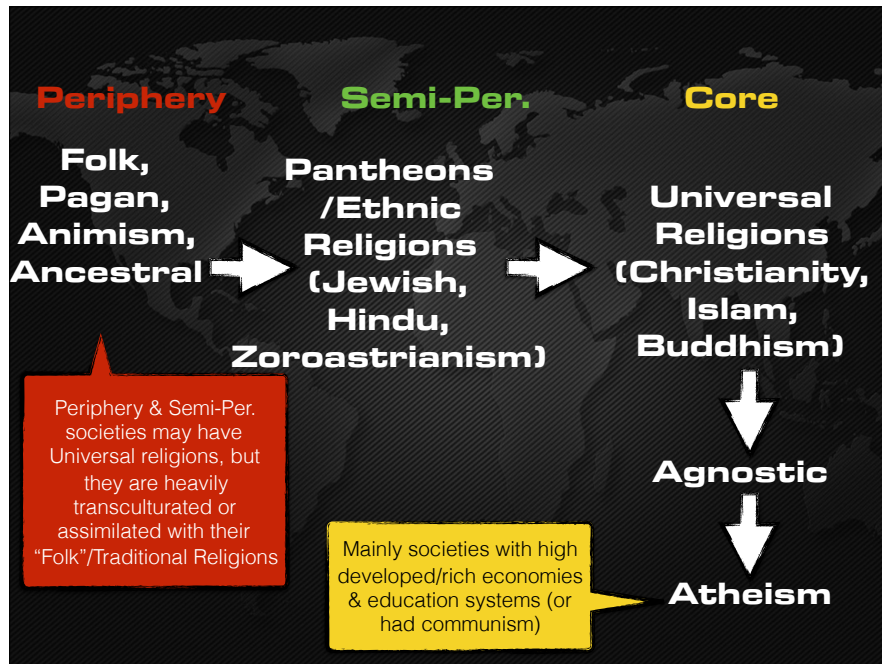 Periphery
Semi-Per.
Core
Folk,
Pagan,
Animism,
Ancestral
Pantheons
/Ethnic
Religions
(Jewish,
Hindu,
Zoroastrianism)
Universal
Religions
(Christianity,
Islam,
Buddhism)
Periphery & Semi-Per.
societies may have
Universal religions, but
they are heavily
transculturated or
assimilated with their
“Folk”/Traditional Religions
Agnostic
Mainly societies with high
developed/rich economies
& education systems (or
had communism)
Atheism